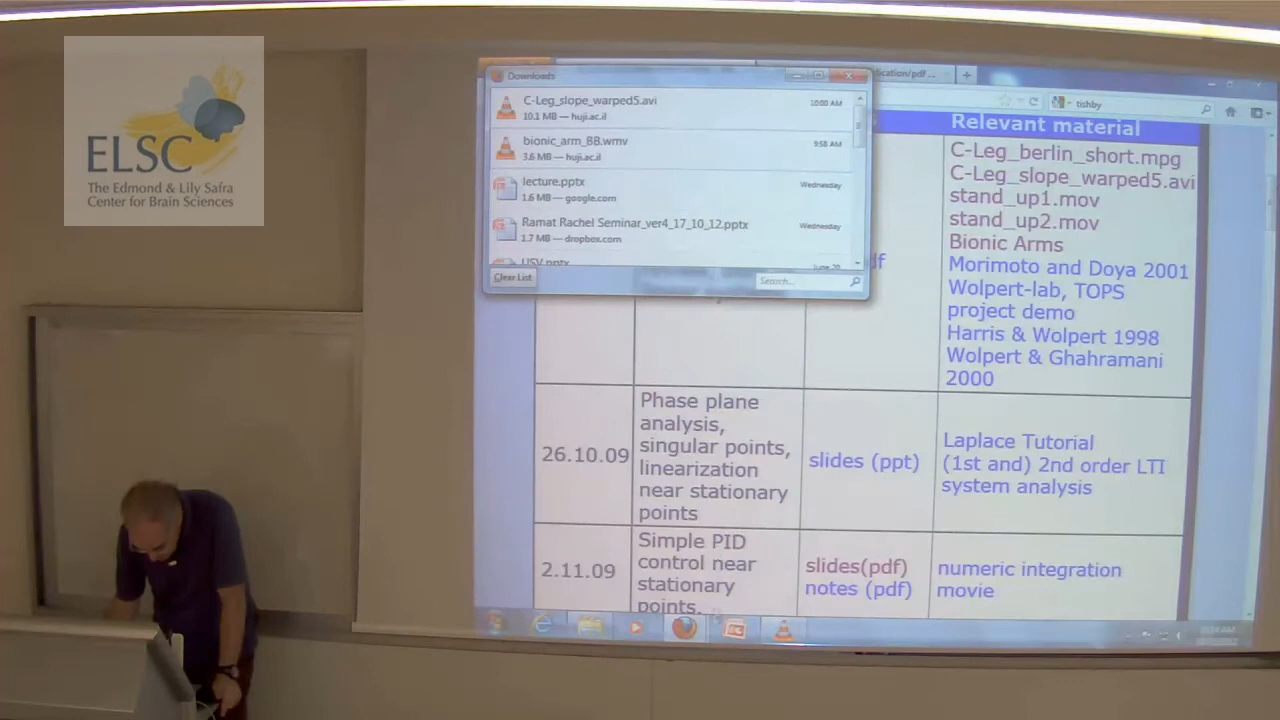 ELSC
The Edmond & Lily Safra
Center for Brain Sciences
Downloads
C-Leg_slope_warped5.avi
10:00 AM
10.1 MB — huji.ac.il
bionic_arm_BB.wmv
9:58 AM
3.6 MB — huji.ac.il
lecture.pptx
Wednesday
1.6 MB — google.com
Ramat Rachel Seminar_ver4_17_10_12.pptx
Wednesday
1.7 MB — dropbox.com
USV.pptx
Clear List
Search...
lication/pdf ...
tishby
Relevant material
C-Leg_berlin_short.mpg
C-Leg_slope_warped5.avi
stand_up1.mov
stand_up2.mov
Bionic Arms
Morimoto and Doya 2001
Wolpert-lab, TOPS
project demo
Harris & Wolpert 1998
Wolpert & Ghahramani
2000
df
26.10.09
Phase plane
analysis,
singular points,
linearization
near stationary
points
slides (ppt)
Laplace Tutorial
(1st and) 2nd order LTI
system analysis
2.11.09
Simple PID
control near
stationary
points,
slides(pdf)
notes (pdf)
numeric integration
movie